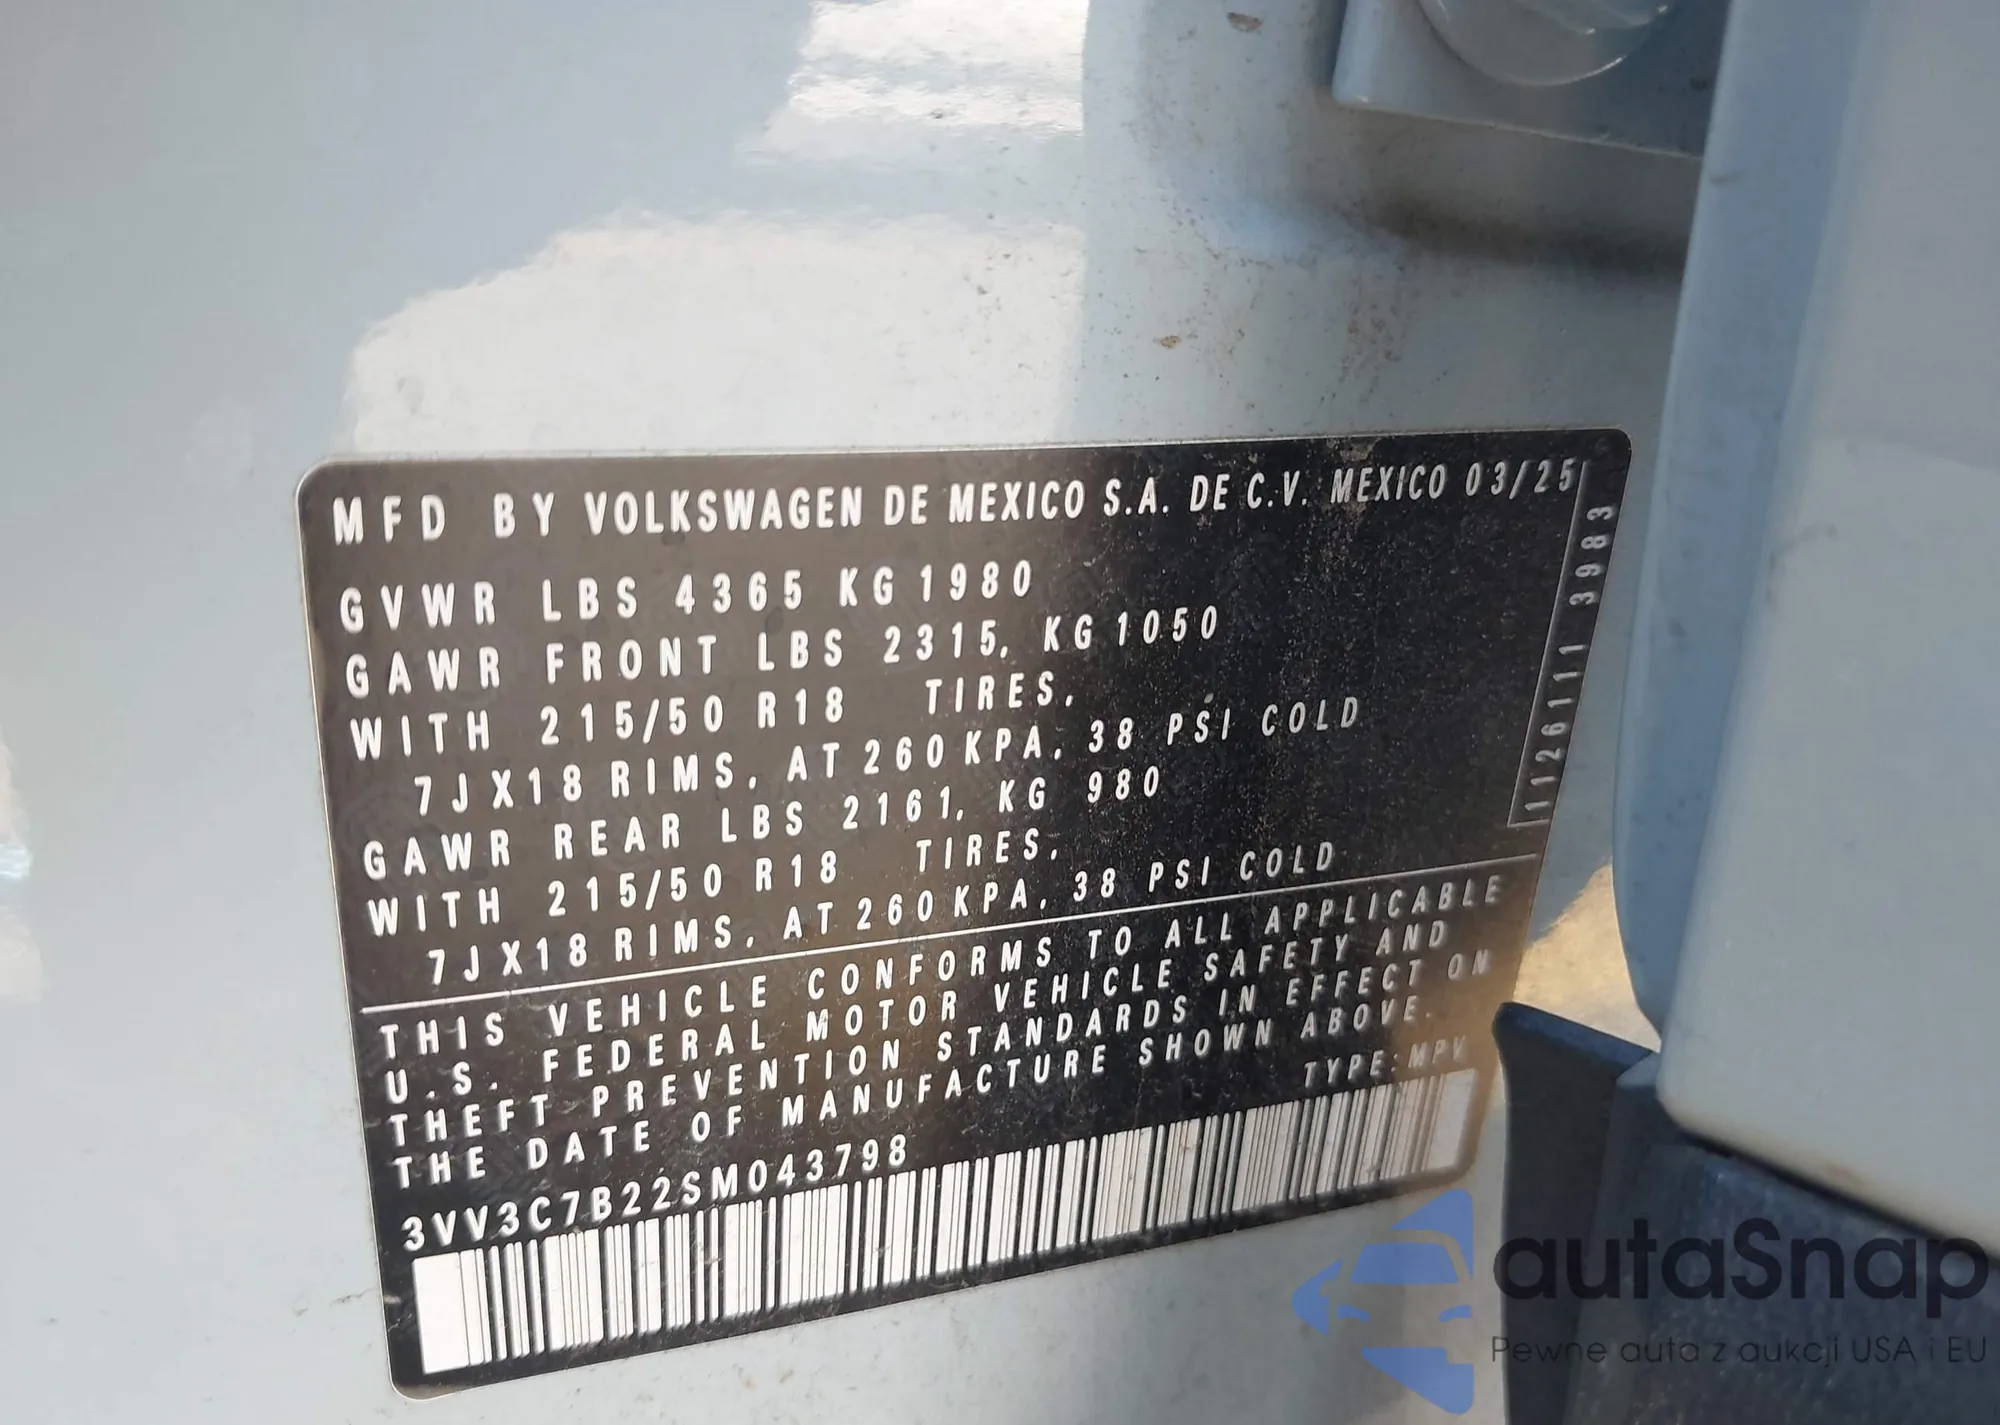 MFD BY VOLKSWAGEN DE MEXICO S.A. DE C.V. MEXICO 03/25
GVWR LBS 4365 KG 1980
GAWR FRONT LBS 2315, KG 1050
WITH 215/50 R18 TIRES,
7JX18 RIMS, AT 260 KPA, 38 PSI COLD
GAWR REAR LBS 2161, KG 980
WITH 215/50 R18 TIRES,
7JX18 RIMS, AT 260 KPA, 38 PSI COLD
1126111 3983
THIS VEHICLE CONFORMS TO ALL APPLICABLE
U.S. FEDERAL MOTOR VEHICLE SAFETY AND
THEFT PREVENTION STANDARDS IN EFFECT ON
THE DATE OF MANUFACTURE SHOWN ABOVE.
TYPE: MPV
3VV3C7B22SM043798
autaSnap
Pewne auta z aukcji USA i EU